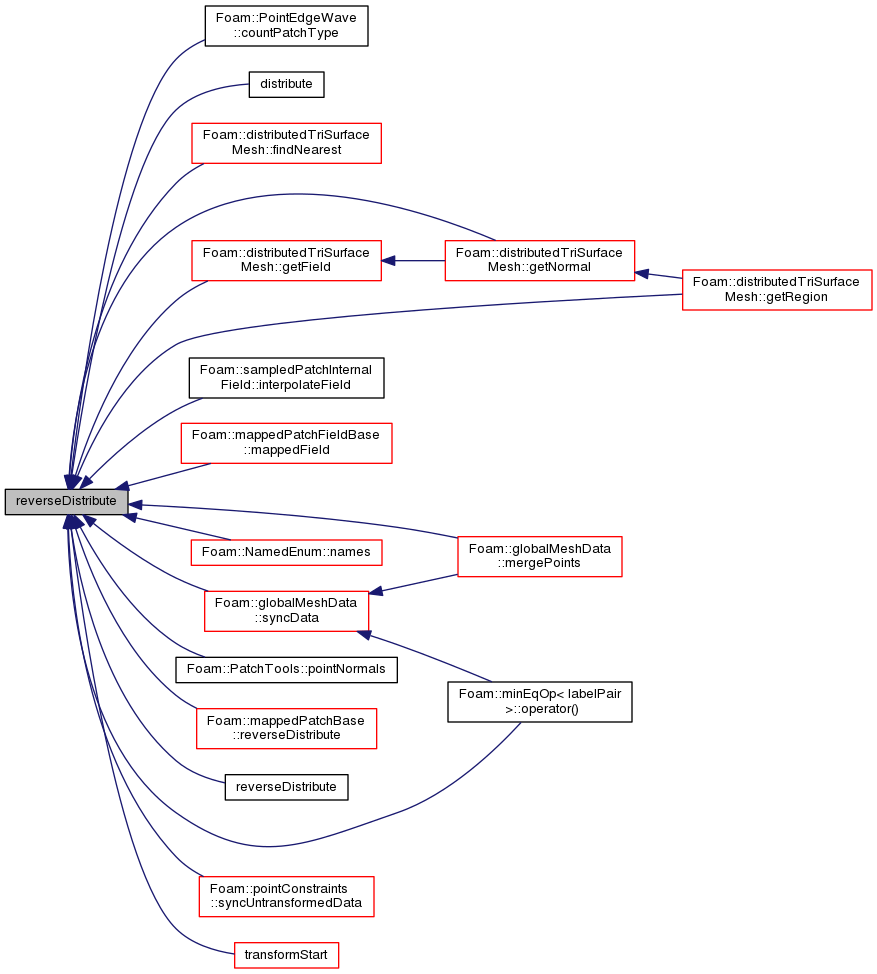 Foam::PointEdgeWave
::countPatchType
distribute
Foam::distributedTriSurface
Mesh::findNearest
Foam::distributedTriSurface
Mesh::getField
Foam::distributedTriSurface
Mesh::getNormal
Foam::distributedTriSurface
Mesh::getRegion
Foam::sampledPatchInternal
Field::interpolateField
Foam::mappedPatchFieldBase
::mappedField
reverseDistribute
Foam::NamedEnum::names
Foam::globalMeshData
::mergePoints
Foam::globalMeshData
::syncData
Foam::PatchTools::pointNormals
Foam::minEqOp< labelPair
>::operator()
Foam::mappedPatchBase
::reverseDistribute
reverseDistribute
Foam::pointConstraints
::syncUntransformedData
transformStart